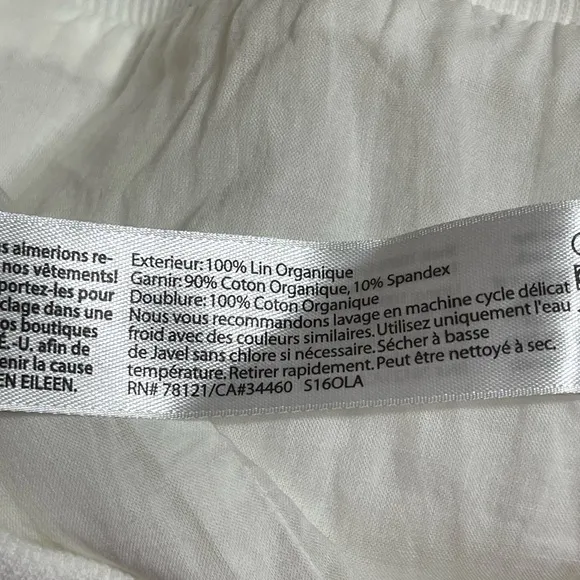 s aimerions re-
nos vêtements!
portez-les pour
clage dans une
os boutiques
É.-U. afin de
enir la cause
EN EILEEN.
Exterieur: 100% Lin Organique
Garnir: 90% Coton Organique, 10% Spandex
Doublure: 100% Coton Organique
Nous vous recommandons lavage en machine cycle délicat
froid avec des couleurs similaires. Utilisez uniquement l'eau
de Javel sans chlore si nécessaire. Sécher à basse
température. Retirer rapidement. Peut être nettoyé à sec.
RN# 78121/CA#34460 S16OLA